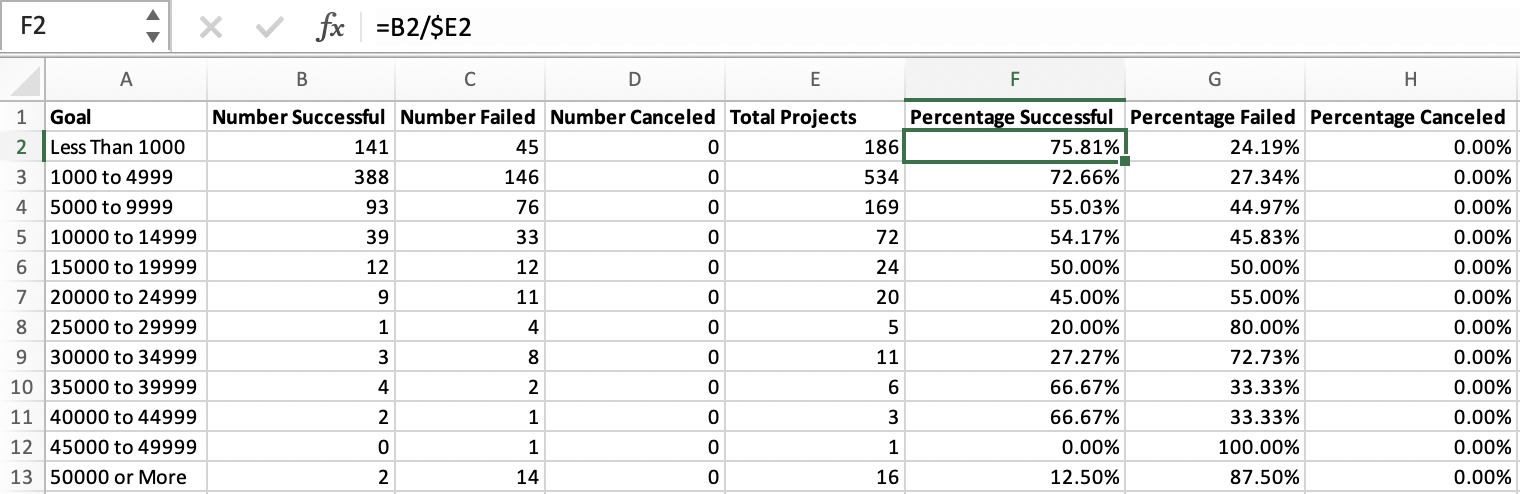 F2 fx =B2/$E2
A B C D E F G H
1 Goal Number Successful Number Failed Number Canceled Total Projects Percentage Successful Percentage Failed Percentage Canceled
2 Less Than 1000 141 45 0 186 75.81% 24.19% 0.00%
3 1000 to 4999 388 146 0 534 72.66% 27.34% 0.00%
4 5000 to 9999 93 76 0 169 55.03% 44.97% 0.00%
5 10000 to 14999 39 33 0 72 54.17% 45.83% 0.00%
6 15000 to 19999 12 12 0 24 50.00% 50.00% 0.00%
7 20000 to 24999 9 11 0 20 45.00% 55.00% 0.00%
8 25000 to 29999 1 4 0 5 20.00% 80.00% 0.00%
9 30000 to 34999 3 8 0 11 27.27% 72.73% 0.00%
10 35000 to 39999 4 2 0 6 66.67% 33.33% 0.00%
11 40000 to 44999 2 1 0 3 66.67% 33.33% 0.00%
12 45000 to 49999 0 1 0 1 0.00% 100.00% 0.00%
13 50000 or More 2 14 0 16 12.50% 87.50% 0.00%